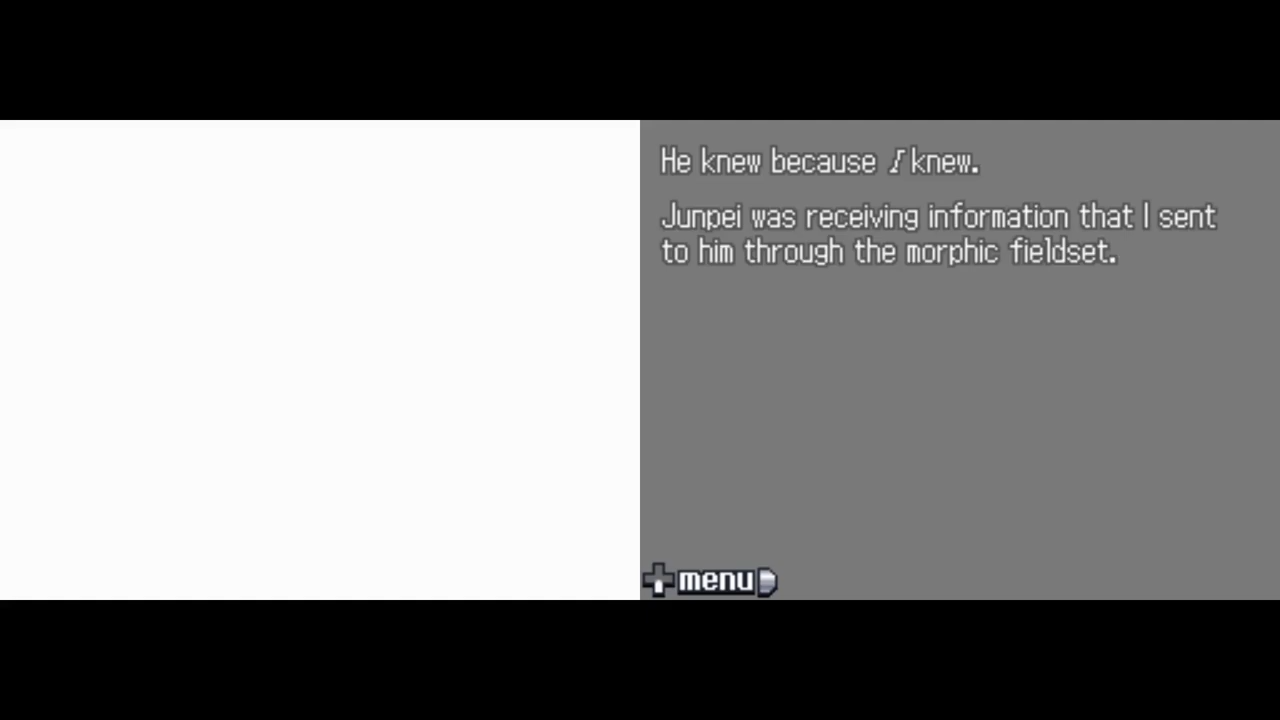 He knew because I knew.
Junpei was receiving information that I sent
to him through the morphic fieldset.
menu